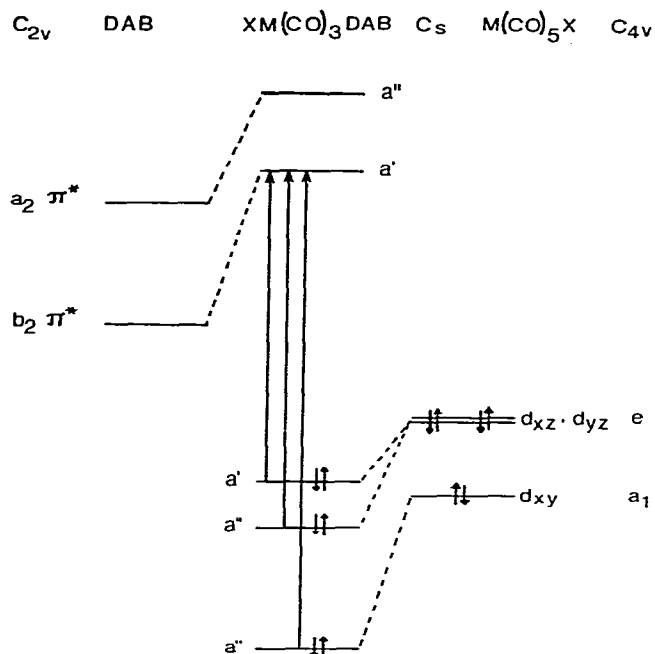 C₂ᵥ DAB XM(CO)₃DAB Cs M(CO)₅X C₄ᵥ
a"
a'
a₂ π*
b₂ π*
dxz · dyz e
a'
dxy a₁
a"
a"